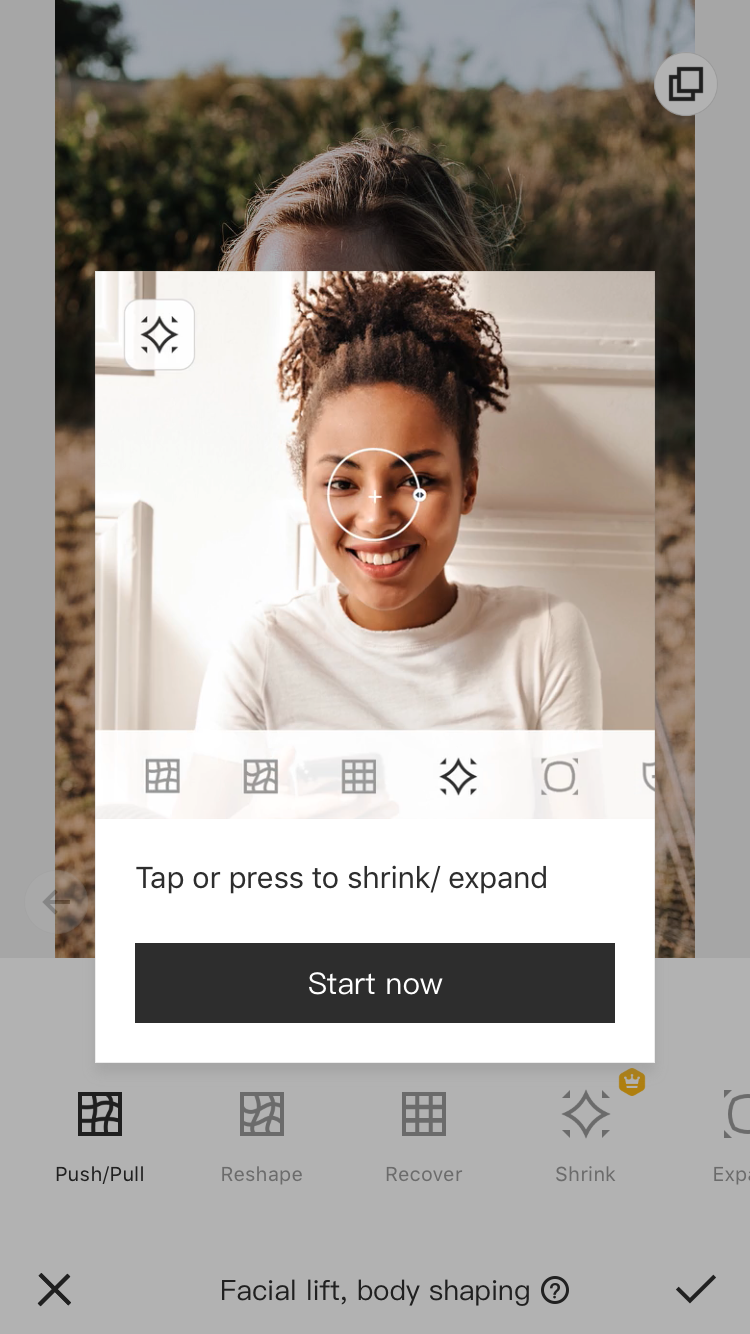 Tap or press to shrink/ expand
Start now
Push/Pull
Reshape
Recover
Shrink
Expa
Facial lift, body shaping ?